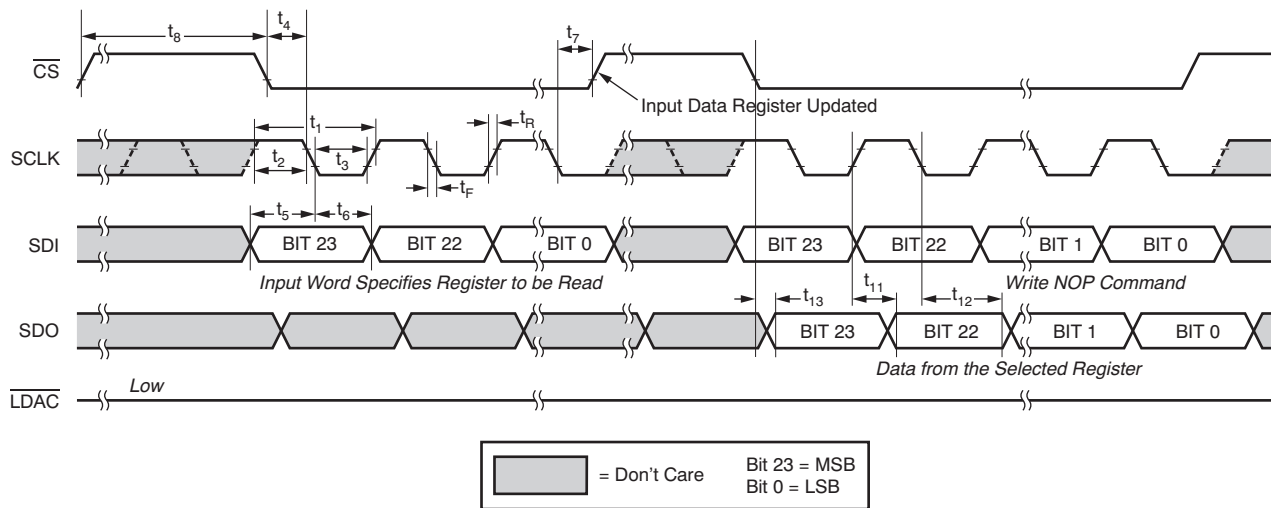 t8
t4
t7
CS
Input Data Register Updated
t1
tR
SCLK
t2
t3
tF
t5
t6
SDI
BIT 23
BIT 22
BIT 0
BIT 23
BIT 22
BIT 1
BIT 0
Input Word Specifies Register to be Read
Write NOP Command
t13
t11
t12
SDO
BIT 23
BIT 22
BIT 1
BIT 0
Data from the Selected Register
Low
LDAC
= Don't Care
Bit 23 = MSB
Bit 0 = LSB